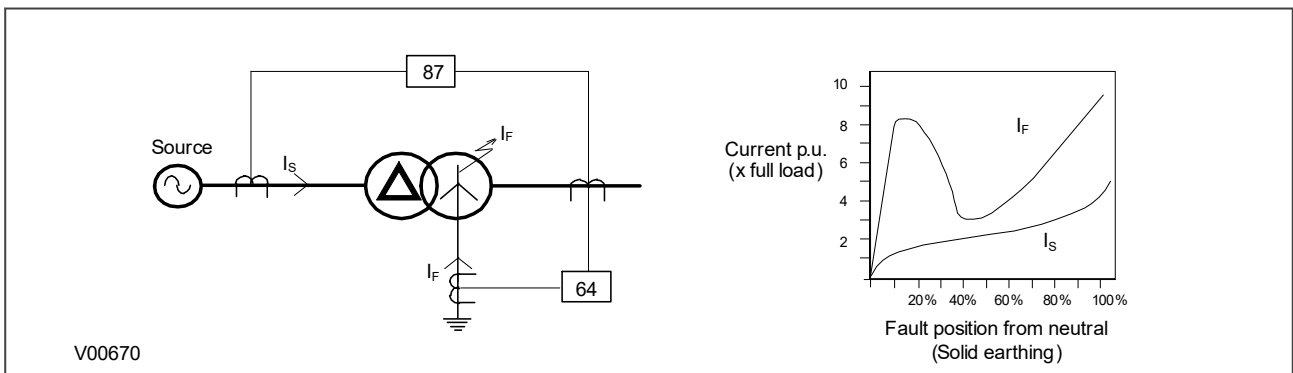 87
Source
I_S
I_F
I_F
64
V00670
Current p.u.
(x full load)
10
8
6
4
2
I_F
I_S
20% 40% 60% 80% 100%
Fault position from neutral
(Solid earthing)